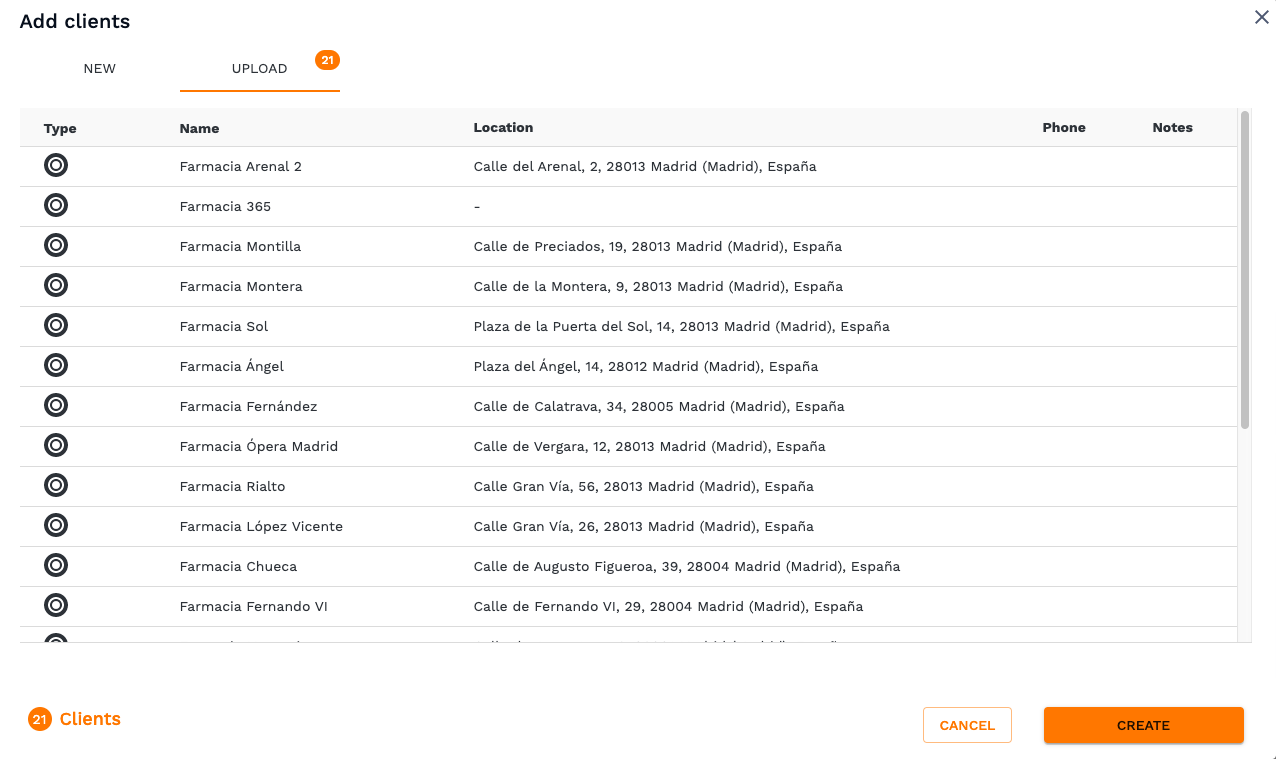 Add clients
NEW UPLOAD 21
Type Name Location Phone Notes
Farmacia Arenal 2 Calle del Arenal, 2, 28013 Madrid (Madrid), España
Farmacia 365 -
Farmacia Montilla Calle de Preciados, 19, 28013 Madrid (Madrid), España
Farmacia Montera Calle de la Montera, 9, 28013 Madrid (Madrid), España
Farmacia Sol Plaza de la Puerta del Sol, 14, 28013 Madrid (Madrid), España
Farmacia Ángel Plaza del Ángel, 14, 28012 Madrid (Madrid), España
Farmacia Fernández Calle de Calatrava, 34, 28005 Madrid (Madrid), España
Farmacia Ópera Madrid Calle de Vergara, 12, 28013 Madrid (Madrid), España
Farmacia Rialto Calle Gran Vía, 56, 28013 Madrid (Madrid), España
Farmacia López Vicente Calle Gran Vía, 26, 28013 Madrid (Madrid), España
Farmacia Chueca Calle de Augusto Figueroa, 39, 28004 Madrid (Madrid), España
Farmacia Fernando VI Calle de Fernando VI, 29, 28004 Madrid (Madrid), España
21 Clients CANCEL CREATE